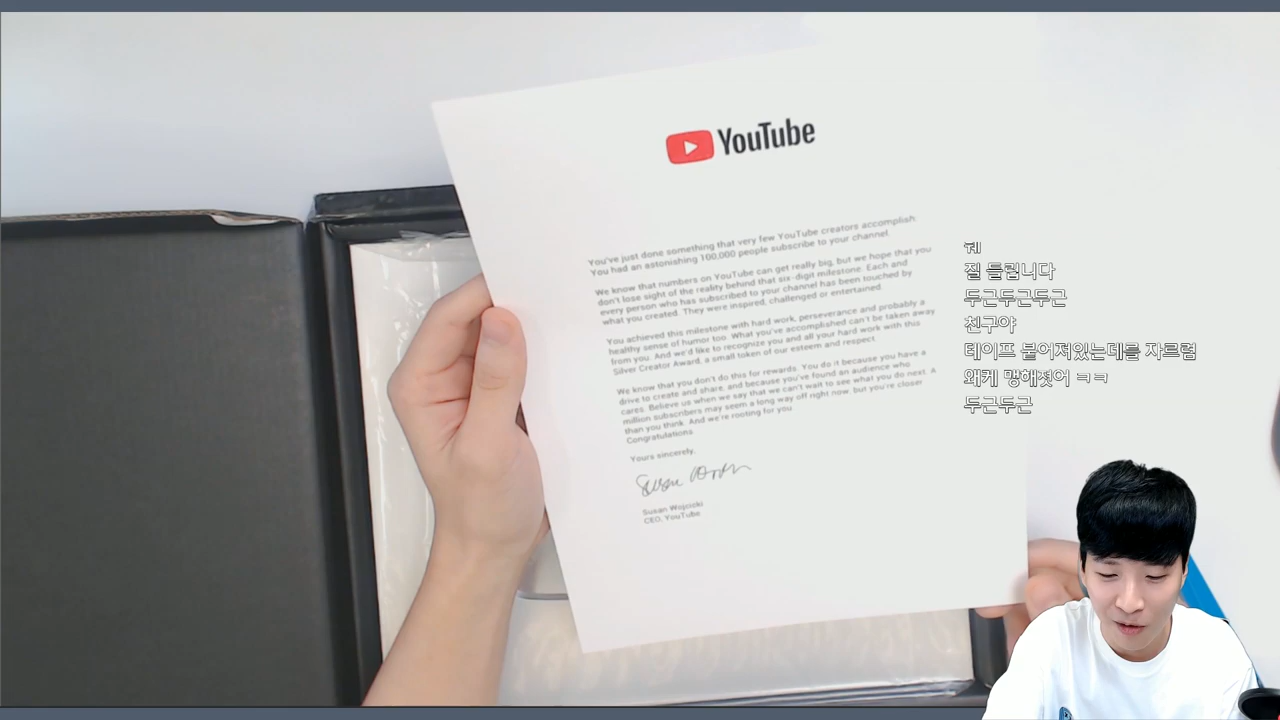 YouTube
You've just done something that very few YouTube creators accomplish:
You had an astonishing 100,000 people subscribe to your channel.
We know that numbers on YouTube can get really big, but we hope that you
don't lose sight of the reality behind that six-digit milestone. Each and
every person who has subscribed to your channel has been touched by
what you created. They were inspired, challenged or entertained.
You achieved this milestone with hard work, perseverance and probably a
healthy sense of humor too. What you've accomplished can't be taken away
from you. And we'd like to recognize you and all your hard work with this
Silver Creator Award, a small token of our esteem and respect.
We know that you don't do this for rewards. You do it because you have a
drive to create and share, and because you've found an audience who
cares. Believe us when we say that we can't wait to see what you do next. A
million subscribers may seem a long way off right now, but you're closer
than you think. And we're rooting for you.
Congratulations.
Yours sincerely,
Susan Wojcicki
CEO, YouTube
뒈
질 들립니다
두근두근두근
친구야
테이프 붙어져있는데를 자르렴
왜케 맹해졋어 ㅋㅋ
두근두근